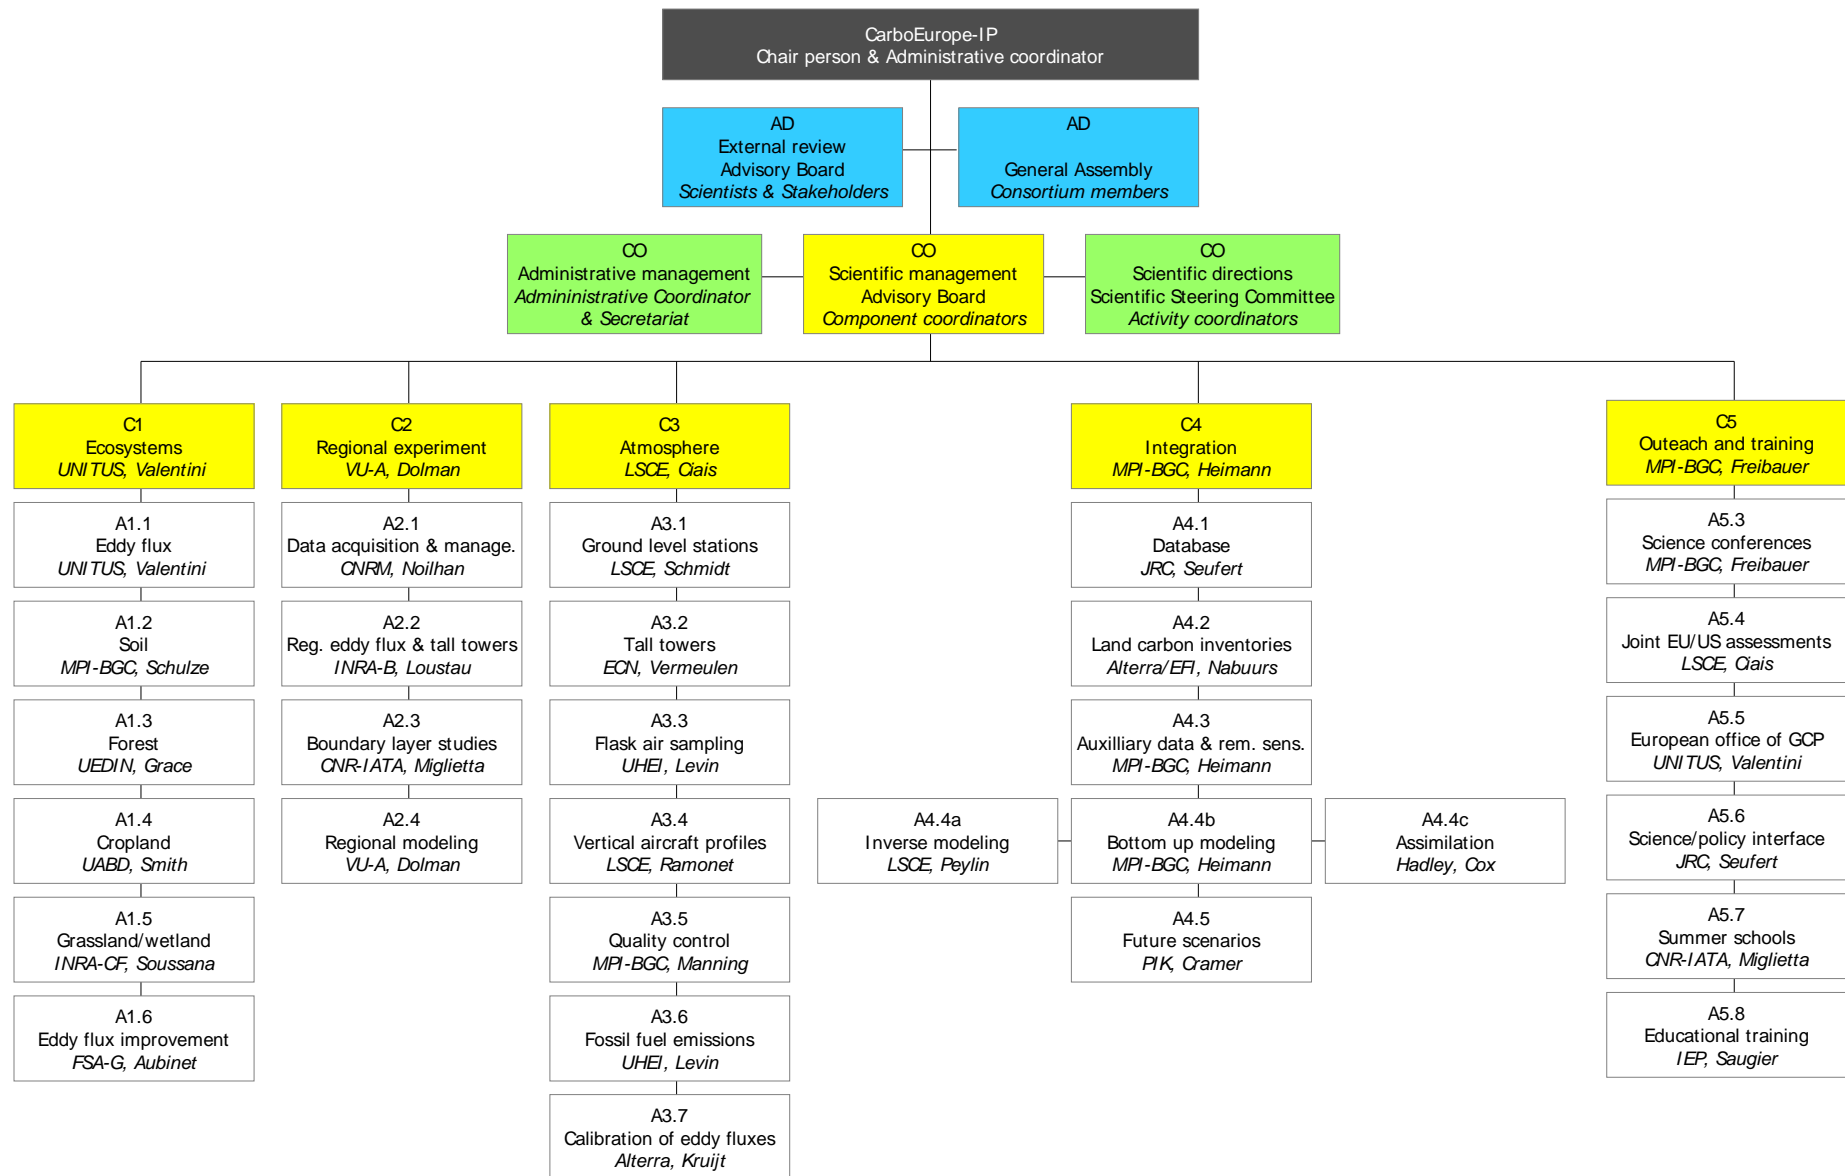 CarboEurope-IP
Chair person & Administrative coordinator
AD
External review
Advisory Board
Scientists & Stakeholders
AD
General Assembly
Consortium members
CO
Administrative management
Admininistrative Coordinator
& Secretariat
CO
Scientific management
Advisory Board
Component coordinators
CO
Scientific directions
Scientific Steering Committee
Activity coordinators
C1
Ecosystems
UNITUS, Valentini
A1.1
Eddy flux
UNITUS, Valentini
A1.2
Soil
MPI-BGC, Schulze
A1.3
Forest
UEDIN, Grace
A1.4
Cropland
UABD, Smith
A1.5
Grassland/wetland
INRA-CF, Soussana
A1.6
Eddy flux improvement
FSA-G, Aubinet
C2
Regional experiment
VU-A, Dolman
A2.1
Data acquisition & manage.
CNRM, Noilhan
A2.2
Reg. eddy flux & tall towers
INRA-B, Loustau
A2.3
Boundary layer studies
CNR-IATA, Miglietta
A2.4
Regional modeling
VU-A, Dolman
C3
Atmosphere
LSCE, Ciais
A3.1
Ground level stations
LSCE, Schmidt
A3.2
Tall towers
ECN, Vermeulen
A3.3
Flask air sampling
UHEI, Levin
A3.4
Vertical aircraft profiles
LSCE, Ramonet
A3.5
Quality control
MPI-BGC, Manning
A3.6
Fossil fuel emissions
UHEI, Levin
A3.7
Calibration of eddy fluxes
Alterra, Kruijt
C4
Integration
MPI-BGC, Heimann
A4.1
Database
JRC, Seufert
A4.2
Land carbon inventories
Alterra/EFI, Nabuurs
A4.3
Auxilliary data & rem. sens.
MPI-BGC, Heimann
A4.4a
Inverse modeling
LSCE, Peylin
A4.4b
Bottom up modeling
MPI-BGC, Heimann
A4.4c
Assimilation
Hadley, Cox
A4.5
Future scenarios
PIK, Cramer
C5
Outeach and training
MPI-BGC, Freibauer
A5.3
Science conferences
MPI-BGC, Freibauer
A5.4
Joint EU/US assessments
LSCE, Ciais
A5.5
European office of GCP
UNITUS, Valentini
A5.6
Science/policy interface
JRC, Seufert
A5.7
Summer schools
CNR-IATA, Miglietta
A5.8
Educational training
IEP, Saugier